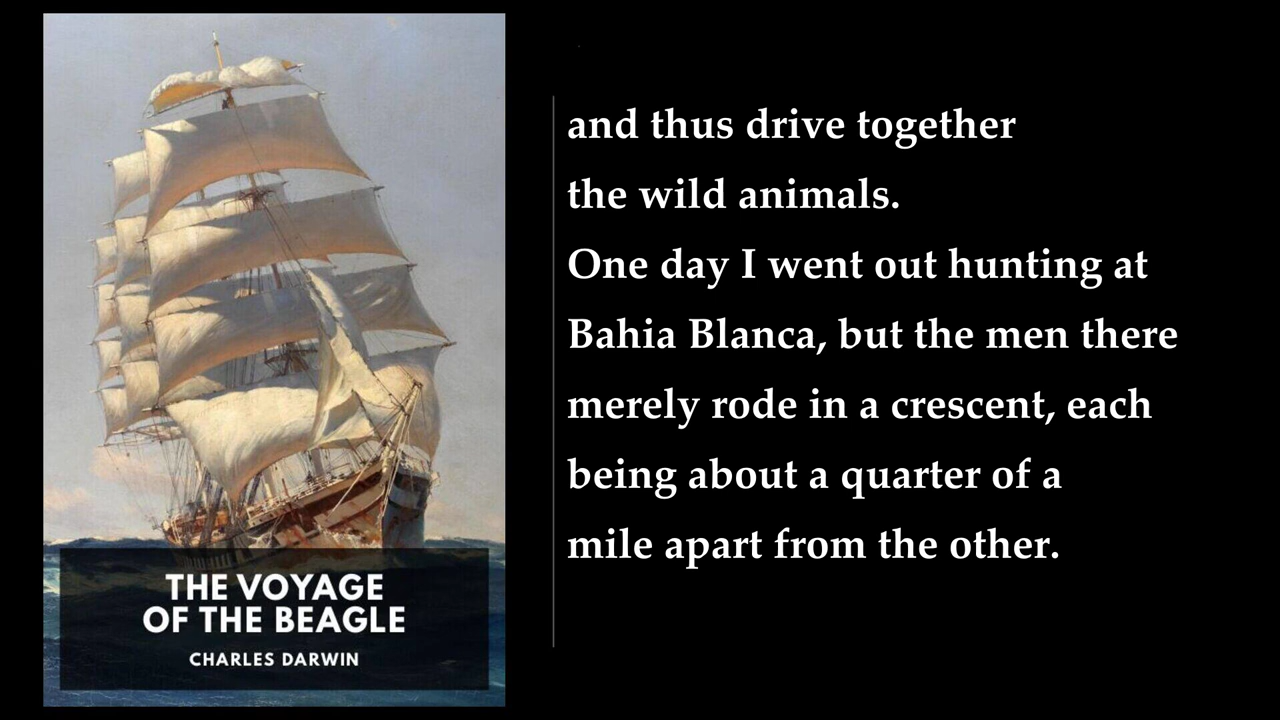 THE VOYAGE
OF THE BEAGLE
CHARLES DARWIN
and thus drive together
the wild animals.
One day I went out hunting at
Bahia Blanca, but the men there
merely rode in a crescent, each
being about a quarter of a
mile apart from the other.